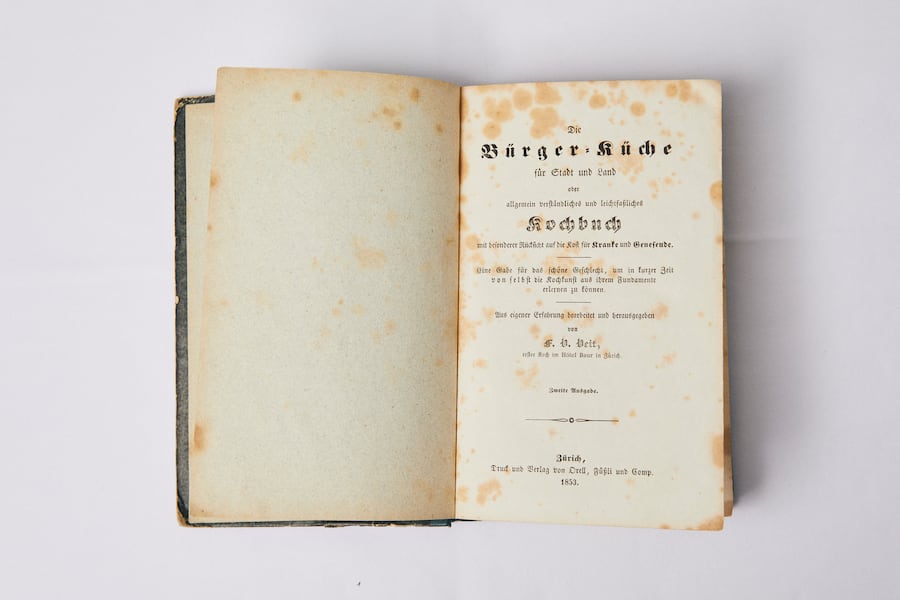 Die
Bürger-Küche
für Stadt und Land
oder
allgemein verständliches und leichtfaßliches
Kochbuch
mit besonderer Rücksicht auf die Kost für Kranke und Genesende.
Eine Gabe für das schöne Geschlecht, um in kurzer Zeit
von selbst die Kochkunst aus ihrem Fundamente
erlernen zu können.
Aus eigener Erfahrung bearbeitet und herausgegeben
von
F. B. Veit,
erster Koch im Hôtel Baur in Zürich.
Zweite Ausgabe.
Zürich,
Druck und Verlag von Orell, Füßli und Comp.
1853.